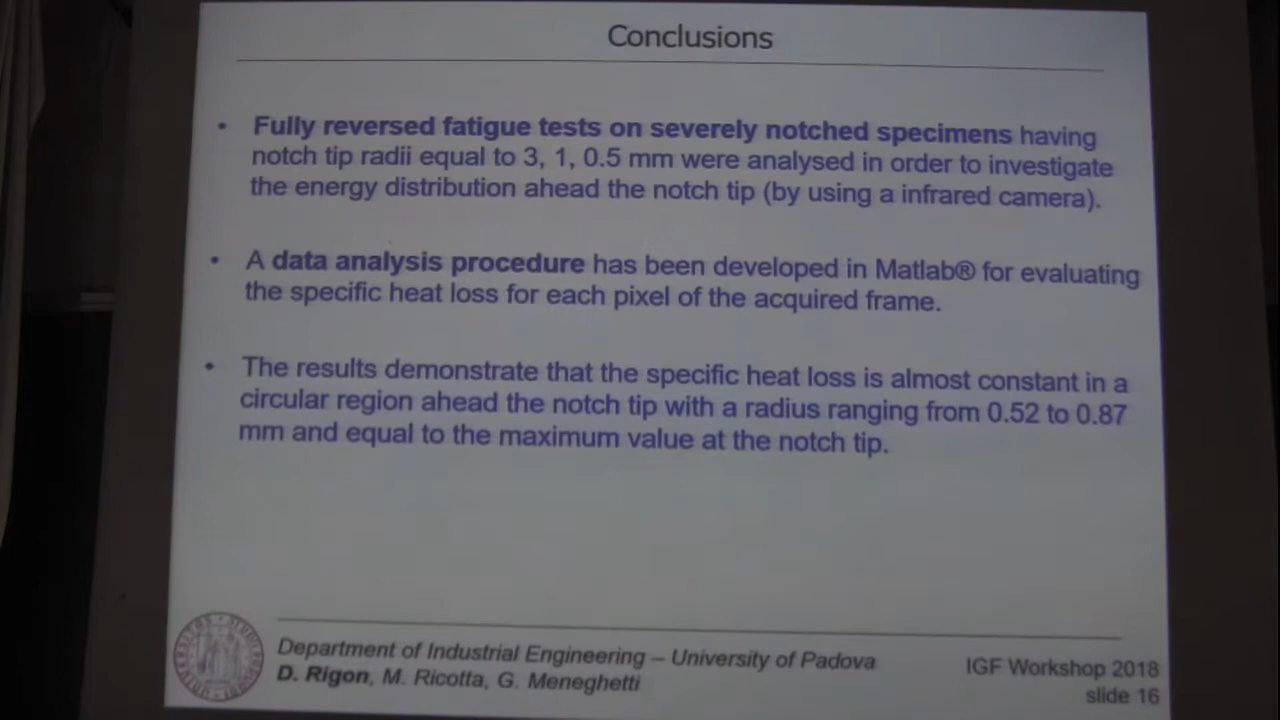 Conclusions
• Fully reversed fatigue tests on severely notched specimens having
notch tip radii equal to 3, 1, 0.5 mm were analysed in order to investigate
the energy distribution ahead the notch tip (by using a infrared camera).
• A data analysis procedure has been developed in Matlab® for evaluating
the specific heat loss for each pixel of the acquired frame.
• The results demonstrate that the specific heat loss is almost constant in a
circular region ahead the notch tip with a radius ranging from 0.52 to 0.87
mm and equal to the maximum value at the notch tip.
Department of Industrial Engineering – University of Padova
D. Rigon, M. Ricotta, G. Meneghetti
IGF Workshop 2018
slide 16